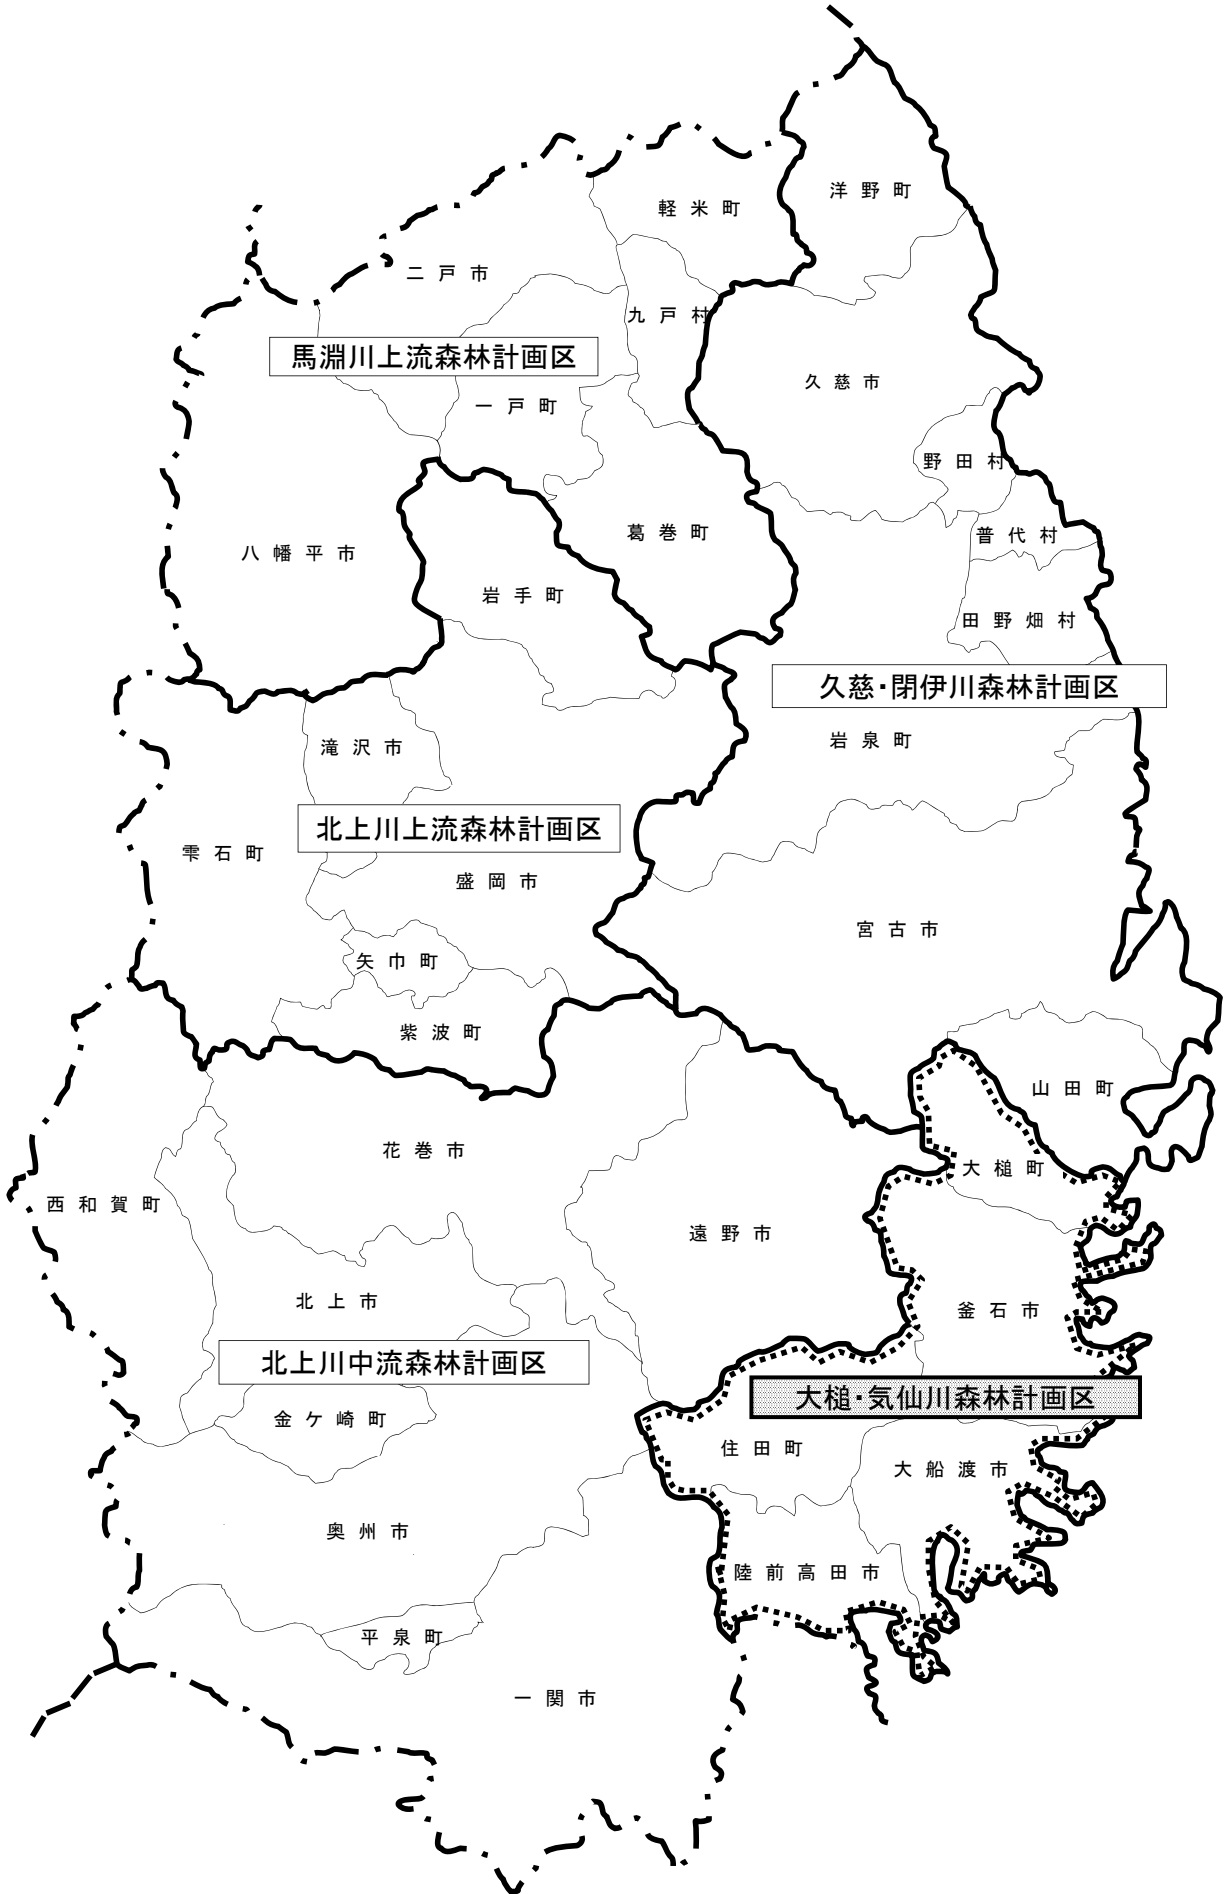 洋野町
軽米町
二戸市
九戸村
馬淵川上流森林計画区
久慈市
一戸町
野田村
葛巻町
普代村
八幡平市
岩手町
田野畑村
久慈・閉伊川森林計画区
岩泉町
滝沢市
北上川上流森林計画区
雫石町
盛岡市
宮古市
矢巾町
紫波町
山田町
花巻市
大槌町
西和賀町
遠野市
北上市
釜石市
北上川中流森林計画区
大槌・気仙川森林計画区
金ケ崎町
住田町
大船渡市
奥州市
陸前高田市
平泉町
一関市